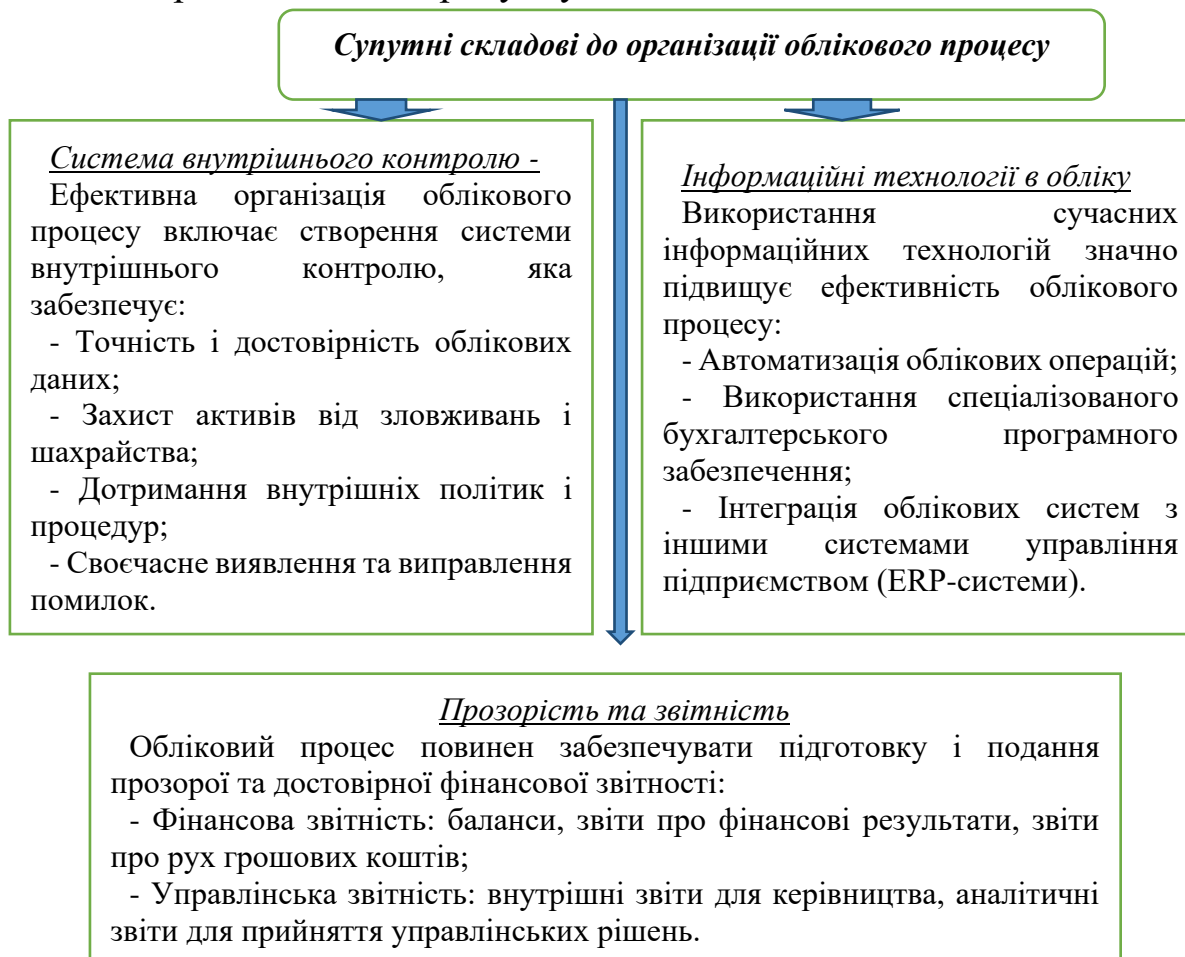 Супутні складові до організації облікового процесу
Система внутрішнього контролю -
Ефективна організація облікового
процесу включає створення системи
внутрішнього контролю, яка
забезпечує:
- Точність і достовірність облікових
даних;
- Захист активів від зловживань і
шахрайства;
- Дотримання внутрішніх політик і
процедур;
- Своєчасне виявлення та виправлення
помилок.
Інформаційні технології в обліку
Використання сучасних
інформаційних технологій значно
підвищує ефективність облікового
процесу:
- Автоматизація облікових операцій;
- Використання спеціалізованого
бухгалтерського програмного
забезпечення;
- Інтеграція облікових систем з
іншими системами управління
підприємством (ERP-системи).
Прозорість та звітність
Обліковий процес повинен забезпечувати підготовку і подання
прозорої та достовірної фінансової звітності:
- Фінансова звітність: баланси, звіти про фінансові результати, звіти
про рух грошових коштів;
- Управлінська звітність: внутрішні звіти для керівництва, аналітичні
звіти для прийняття управлінських рішень.